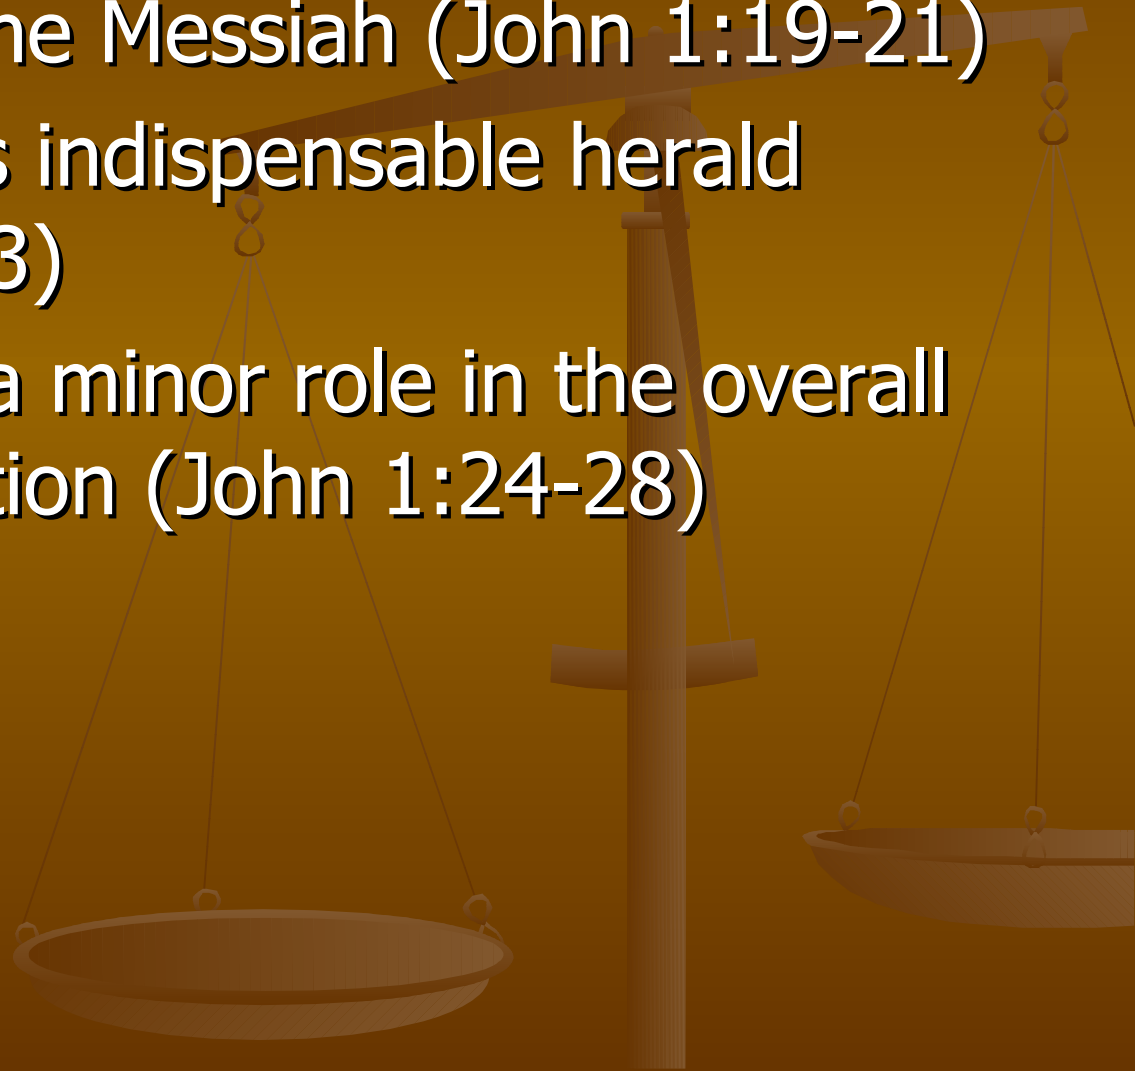 he Messiah (John 1:19-21)
s indispensable herald
3)
a minor role in the overall
tion (John 1:24-28)